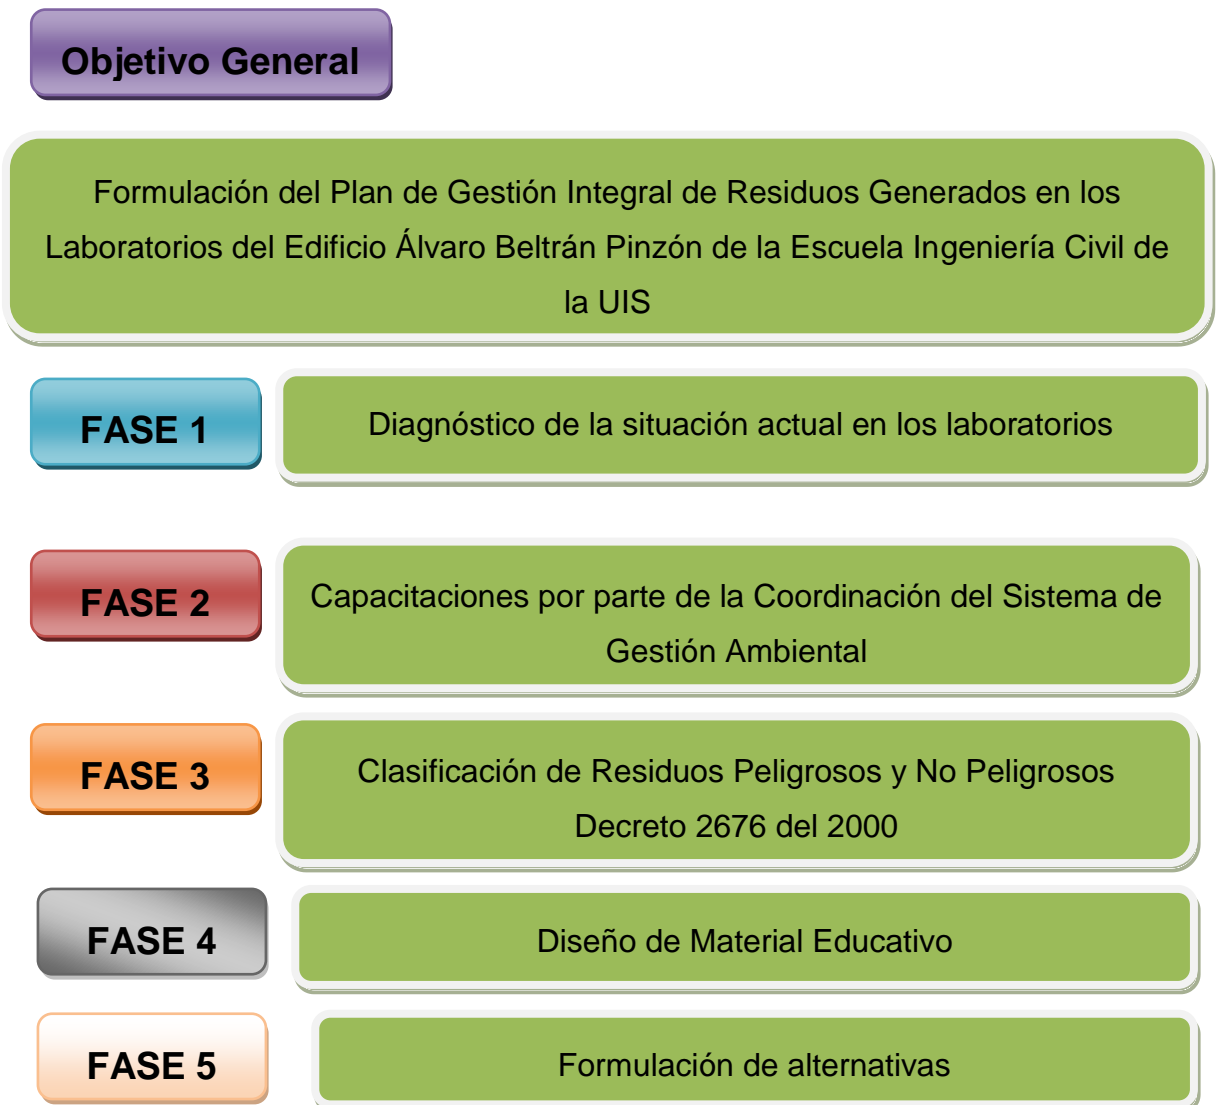 Objetivo General
Formulación del Plan de Gestión Integral de Residuos Generados en los
Laboratorios del Edificio Álvaro Beltrán Pinzón de la Escuela Ingeniería Civil de
la UIS
FASE 1
Diagnóstico de la situación actual en los laboratorios
FASE 2
Capacitaciones por parte de la Coordinación del Sistema de
Gestión Ambiental
FASE 3
Clasificación de Residuos Peligrosos y No Peligrosos
Decreto 2676 del 2000
FASE 4
Diseño de Material Educativo
FASE 5
Formulación de alternativas